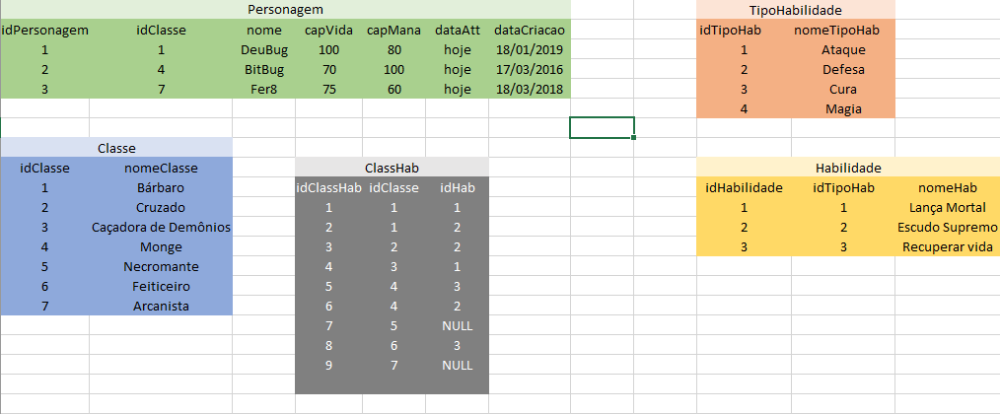 Personagem
idPersonagem idClasse nome capVida capMana dataAtt dataCriacao
1 1 DeuBug 100 80 hoje 18/01/2019
2 4 BitBug 70 100 hoje 17/03/2016
3 7 Fer8 75 60 hoje 18/03/2018
TipoHabilidade
idTipoHab nomeTipoHab
1 Ataque
2 Defesa
3 Cura
4 Magia
Classe
idClasse nomeClasse
1 Bárbaro
2 Cruzado
3 Caçadora de Demônios
4 Monge
5 Necromante
6 Feiticeiro
7 Arcanista
ClassHab
idClassHab idClasse idHab
1 1 1
2 1 2
3 2 2
4 3 1
5 4 3
6 4 2
7 5 NULL
8 6 3
9 7 NULL
Habilidade
idHabilidade idTipoHab nomeHab
1 1 Lança Mortal
2 2 Escudo Supremo
3 3 Recuperar vida